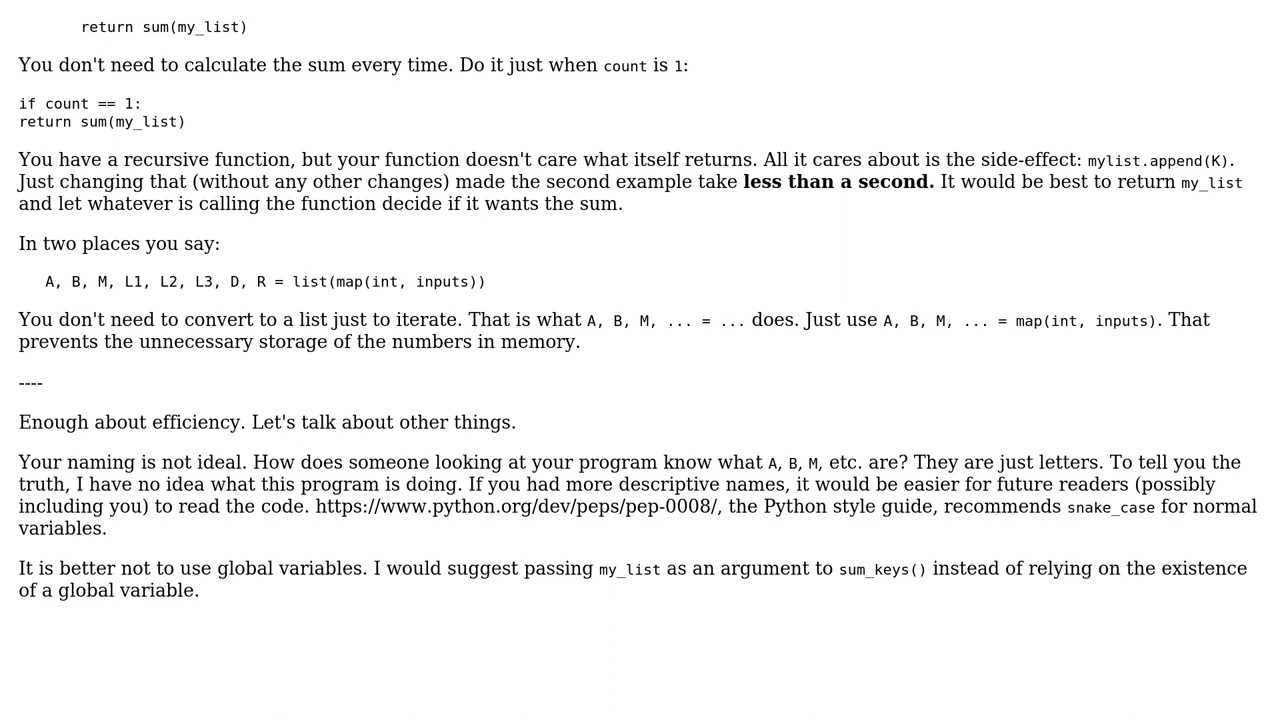 return sum(my_list)
You don't need to calculate the sum every time. Do it just when count is 1:
if count == 1:
return sum(my_list)
You have a recursive function, but your function doesn't care what itself returns. All it cares about is the side-effect: mylist.append(K).
Just changing that (without any other changes) made the second example take less than a second. It would be best to return my_list
and let whatever is calling the function decide if it wants the sum.
In two places you say:
A, B, M, L1, L2, L3, D, R = list(map(int, inputs))
You don't need to convert to a list just to iterate. That is what A, B, M, ... = ... does. Just use A, B, M, ... = map(int, inputs). That
prevents the unnecessary storage of the numbers in memory.
----
Enough about efficiency. Let's talk about other things.
Your naming is not ideal. How does someone looking at your program know what A, B, M, etc. are? They are just letters. To tell you the
truth, I have no idea what this program is doing. If you had more descriptive names, it would be easier for future readers (possibly
including you) to read the code. https://www.python.org/dev/peps/pep-0008/, the Python style guide, recommends snake_case for normal
variables.
It is better not to use global variables. I would suggest passing my_list as an argument to sum_keys() instead of relying on the existence
of a global variable.